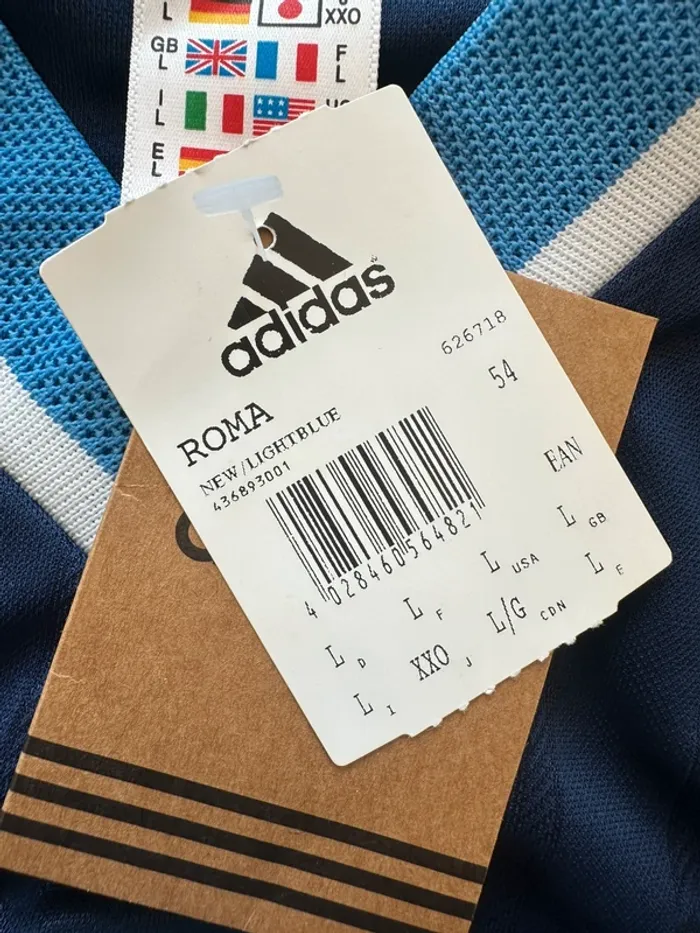 L
J
XXO
GB
L
F
L
I
L
E
L
adidas
626718
ROMA
54
NEW/LIGHTBLUE
436893001
EAN
4 028460 564821
L D L F L USA L GB
L I XXO J L/G CDN L E